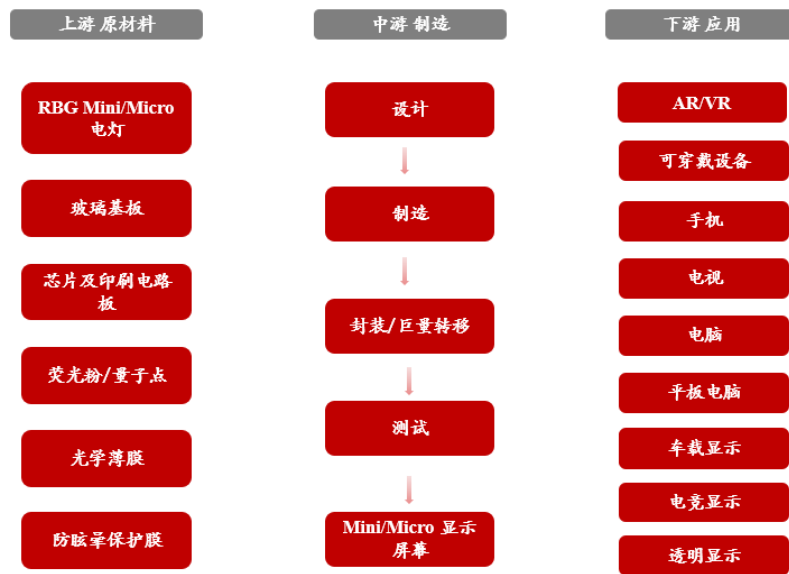 上游 原材料
中游 制造
下游 应用
RBG Mini/Micro
电灯
玻璃基板
芯片及印刷电路
板
荧光粉/量子点
光学薄膜
防眩晕保护膜
设计
制造
封装/巨量转移
测试
Mini/Micro 显示
屏幕
AR/VR
可穿戴设备
手机
电视
电脑
平板电脑
车载显示
电竞显示
透明显示